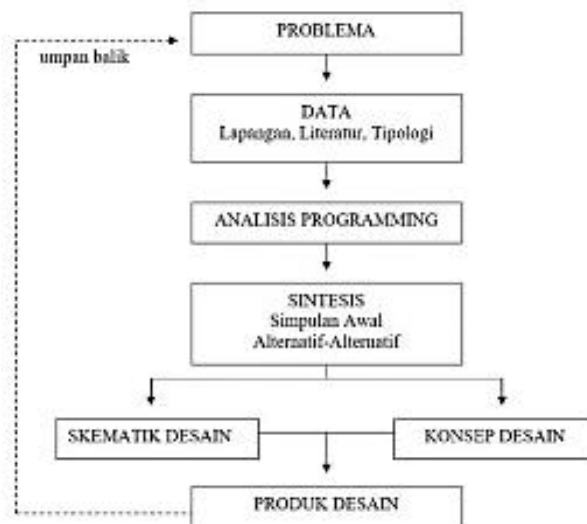 PROBLEMA
umpan balik
DATA
Lapangan, Literatur, Tipologi
ANALISIS PROGRAMMING
SINTESIS
Simpulan Awal
Alternatif-Alternatif
SKEMATIK DESAIN
KONSEP DESAIN
PRODUK DESAIN